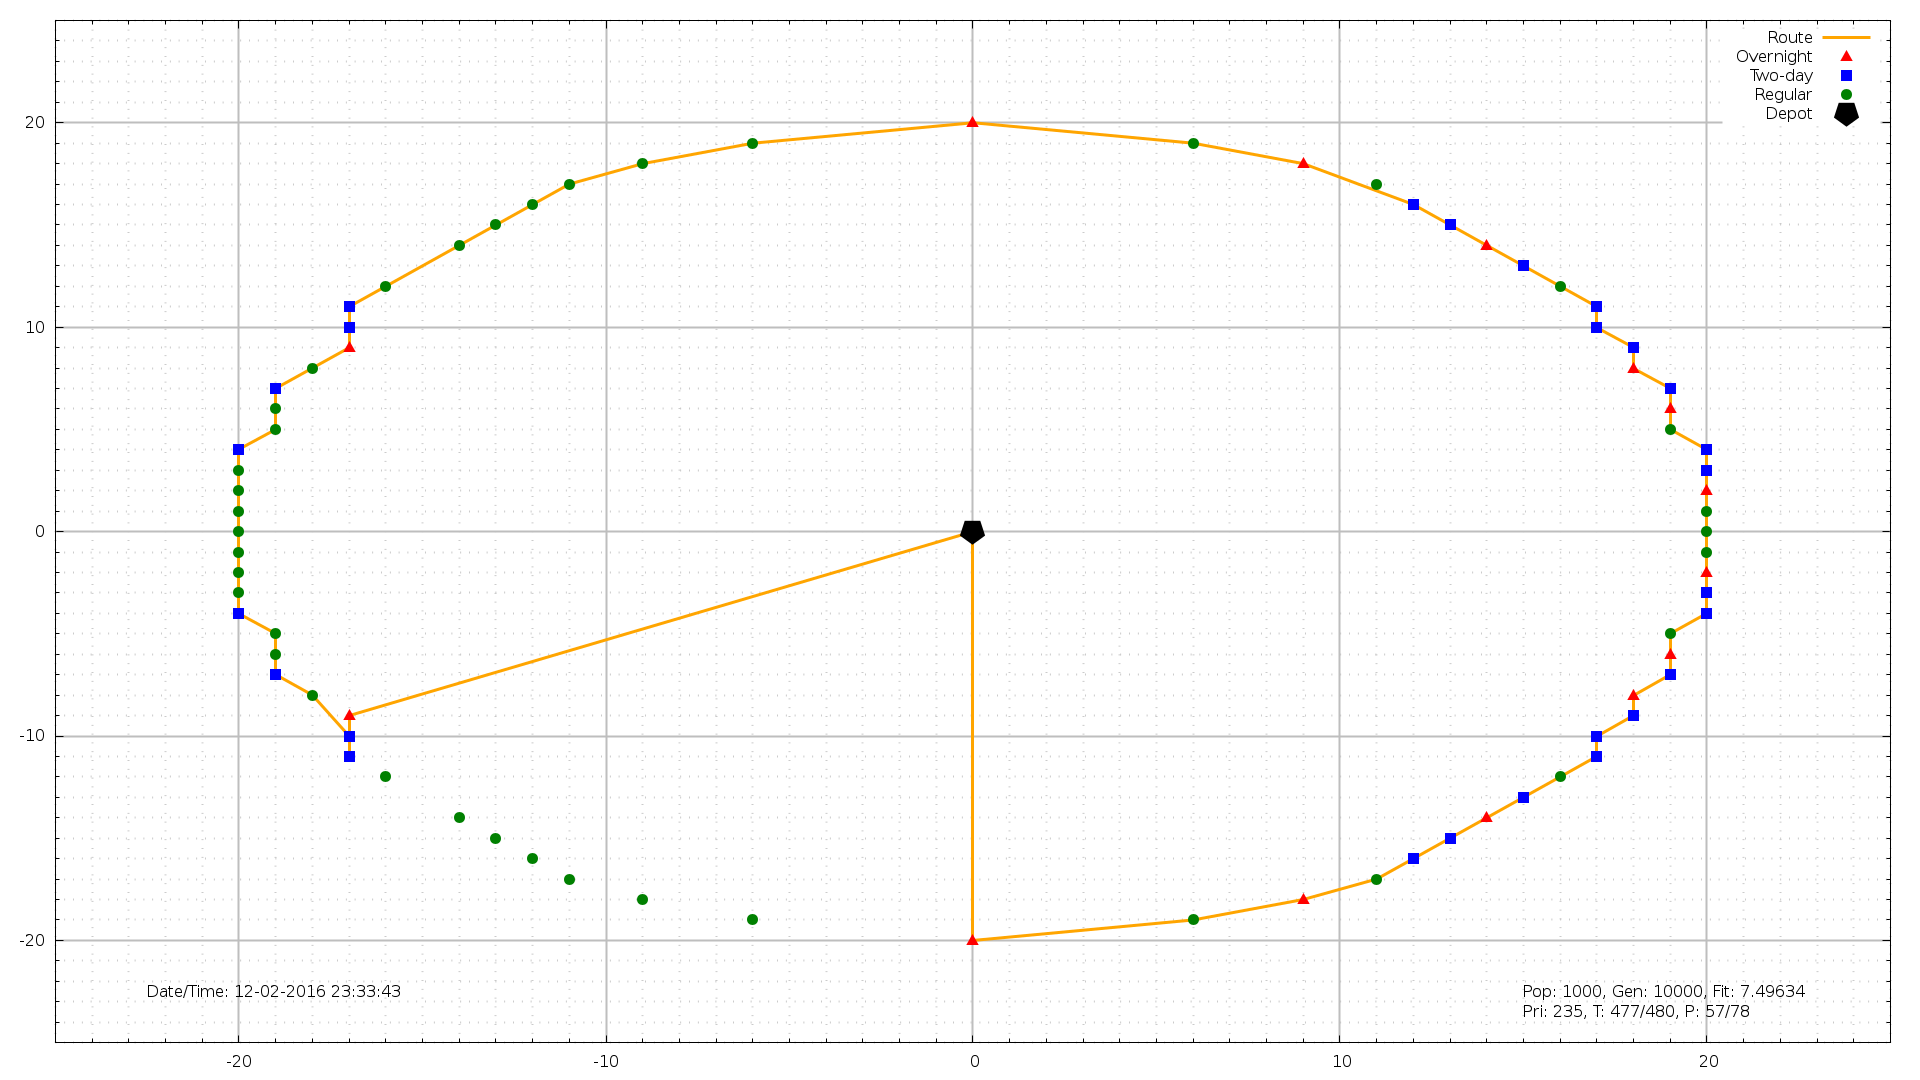 Route
Overnight
Two-day
Regular
Depot
20
10
0
-10
-20
Date/Time: 12-02-2016 23:33:43
Pop: 1000, Gen: 10000, Fit: 7.49634
Pri: 235, T: 477/480, P: 57/78
-20 -10 0 10 20